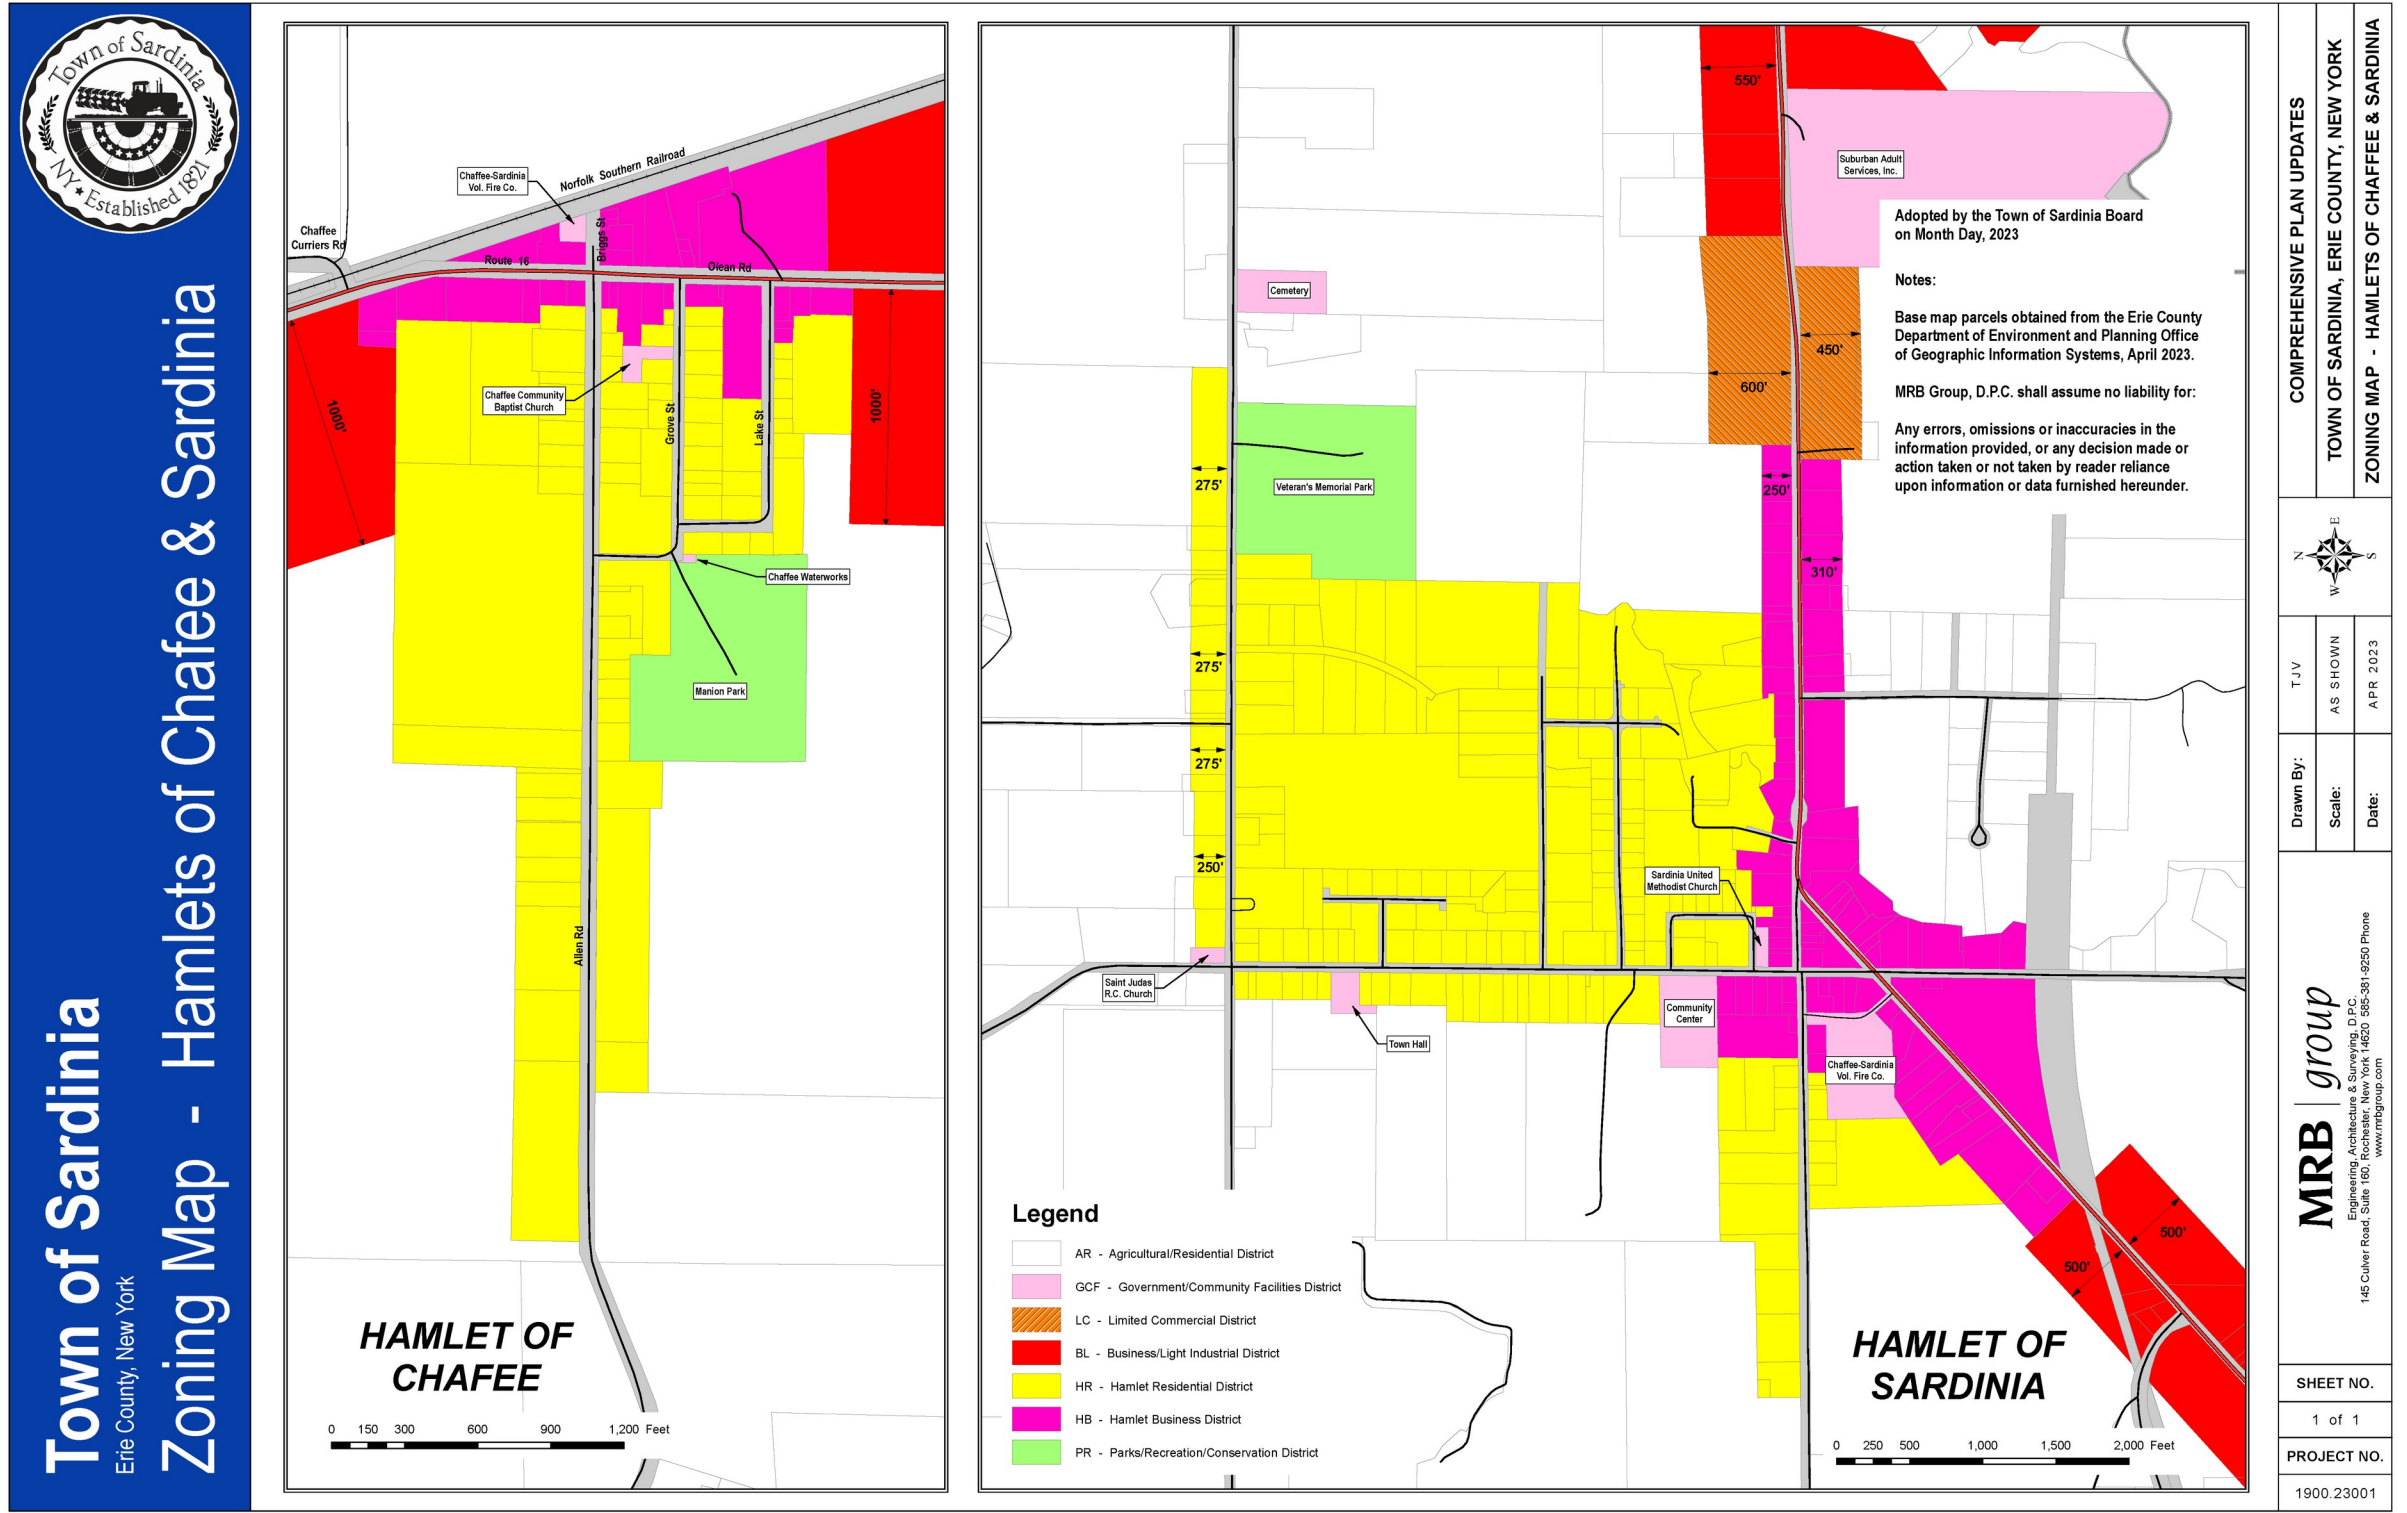 Town of Sardinia
NY ★ Established 1821
Town of Sardinia
Erie County, New York
Zoning Map - Hamlets of Chafee & Sardinia
Chaffee-Sardinia
Vol. Fire Co.
Norfolk Southern Railroad
Chaffee
Curriers Rd
Route 16
Briggs St
Olean Rd
1000'
Chaffee Community
Baptist Church
Grove St
Lake St
1000'
Chaffee Waterworks
Manion Park
Allen Rd
HAMLET OF
CHAFEE
0 150 300 600 900 1,200 Feet
550'
Suburban Adult
Services, Inc.
Adopted by the Town of Sardinia Board
on Month Day, 2023
Notes:
Base map parcels obtained from the Erie County
Department of Environment and Planning Office
of Geographic Information Systems, April 2023.
MRB Group, D.P.C. shall assume no liability for:
Any errors, omissions or inaccuracies in the
information provided, or any decision made or
action taken or not taken by reader reliance
upon information or data furnished hereunder.
Cemetery
450'
600'
275'
Veteran's Memorial Park
250'
310'
275'
275'
250'
Sardinia United
Methodist Church
Saint Judas
R.C. Church
Community
Center
Town Hall
Chaffee-Sardinia
Vol. Fire Co.
500'
500'
Legend
AR - Agricultural/Residential District
GCF - Government/Community Facilities District
LC - Limited Commercial District
BL - Business/Light Industrial District
HR - Hamlet Residential District
HB - Hamlet Business District
PR - Parks/Recreation/Conservation District
HAMLET OF
SARDINIA
0 250 500 1,000 1,500 2,000 Feet
COMPREHENSIVE PLAN UPDATES
TOWN OF SARDINIA, ERIE COUNTY, NEW YORK
ZONING MAP - HAMLETS OF CHAFFEE & SARDINIA
N
E
W
S
Drawn By:
TJV
Scale:
AS SHOWN
Date:
APR 2023
MRB group
Engineering, Architecture & Surveying, D.P.C.
145 Culver Road, Suite 160, Rochester, New York 14620 585-381-9250 Phone
www.mrbgroup.com
SHEET NO.
1 of 1
PROJECT NO.
1900.23001